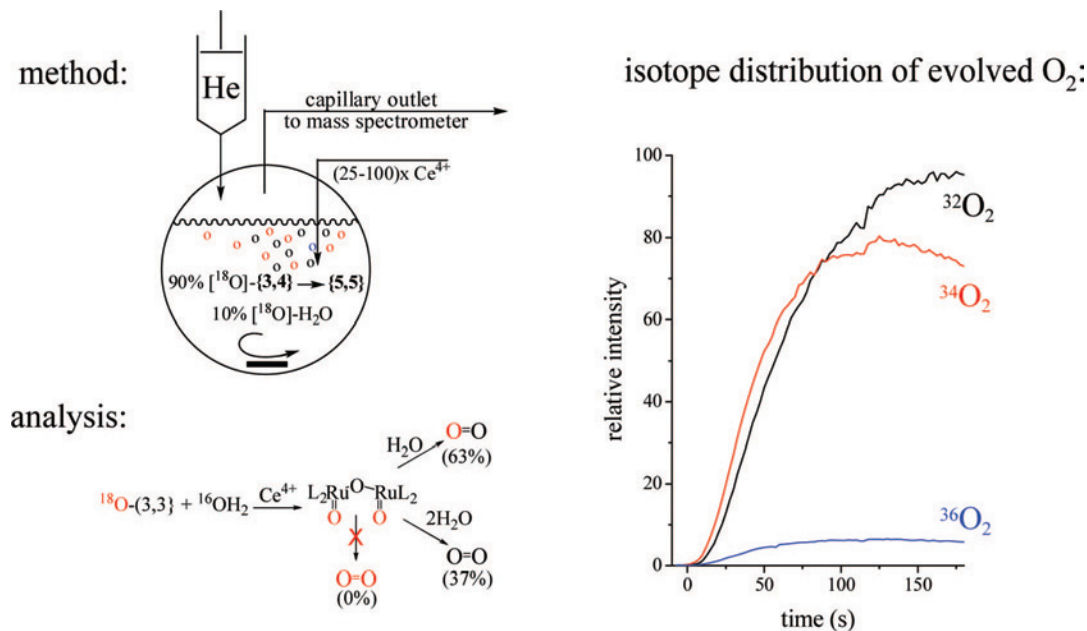 method:
He
capillary outlet
to mass spectrometer
(25-100)x Ce⁴⁺
90% [¹⁸O]-{3,4} → {5,5}
10% [¹⁸O]-H₂O
analysis:
¹⁸O-(3,3} + ¹⁶OH₂
Ce⁴⁺
L₂Ru O RuL₂
O O
H₂O
O=O
(63%)
2H₂O
O=O
(37%)
X
O=O
(0%)
isotope distribution of evolved O₂:
relative intensity
100
80
60
40
20
0
³²O₂
³⁴O₂
³⁶O₂
0 50 100 150
time (s)